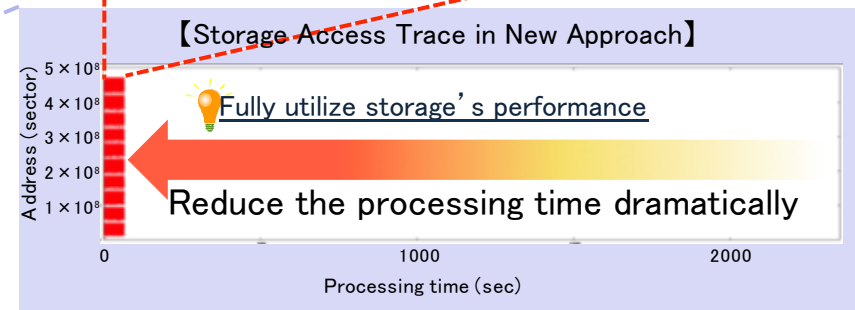 【Storage Access Trace in New Approach】
Address (sector)
5×10⁸
4×10⁸
3×10⁸
2×10⁸
1×10⁸
Fully utilize storage’s performance
Reduce the processing time dramatically
0 1000 2000
Processing time (sec)